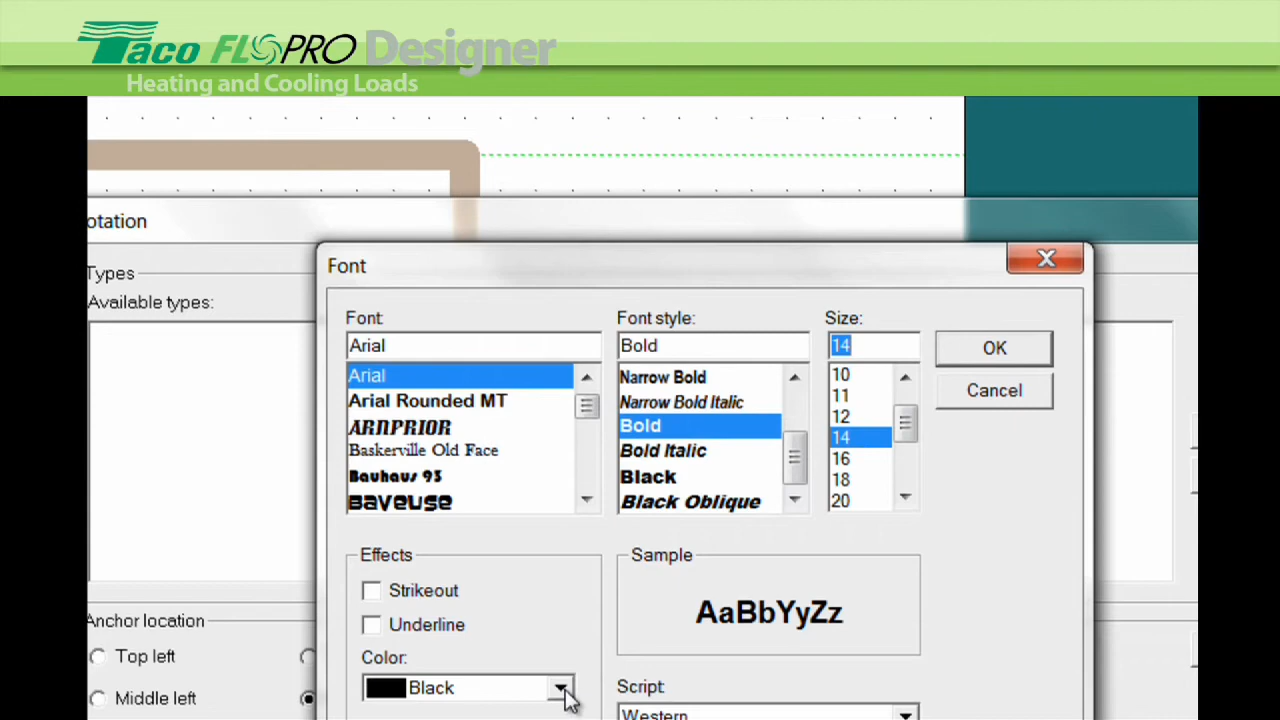 Taco FLOPRO Designer
Heating and Cooling Loads
otation
Font
Types
Available types:
Font:
Font style:
Size:
Arial
Bold
14
OK
Arial
Arial Rounded MT
ARNPRIOR
Baskerville Old Face
Bauhaus 93
Baveuse
Narrow Bold
Narrow Bold Italic
Bold
Bold Italic
Black
Black Oblique
10
11
12
14
16
18
20
Cancel
Effects
Strikeout
Underline
Color:
Black
Sample
AaBbYyZz
Script:
Western
Anchor location
Top left
Middle left